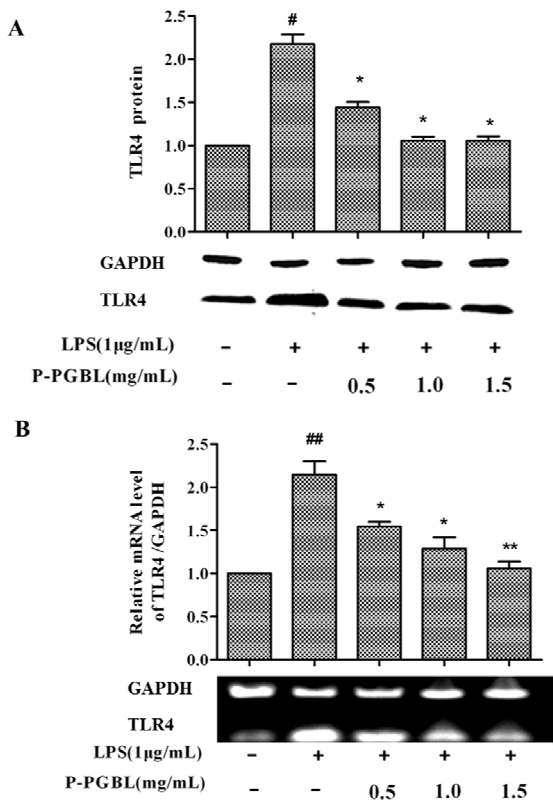 A
2.5
#
2.0
TLR4 protein
1.5
*
*
*
1.0
0.5
0.0
GAPDH
TLR4
LPS(1μg/mL) − + + + +
P-PGBL(mg/mL) − − 0.5 1.0 1.5
B
2.5
##
2.0
Relative mRNA level
of TLR4 /GAPDH
1.5
*
*
**
1.0
0.5
0.0
GAPDH
TLR4
LPS(1μg/mL) − + + + +
P-PGBL(mg/mL) − − 0.5 1.0 1.5